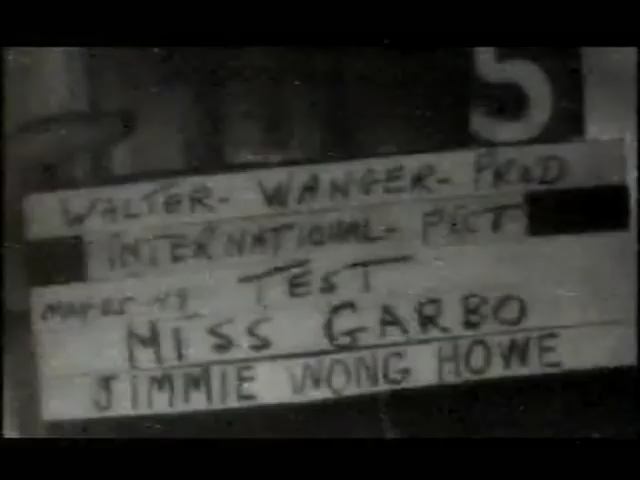 5
WALTER- WANGER- PROD
INTERNATIONAL- PICT
TEST
MISS GARBO
JIMMIE WONG HOWE